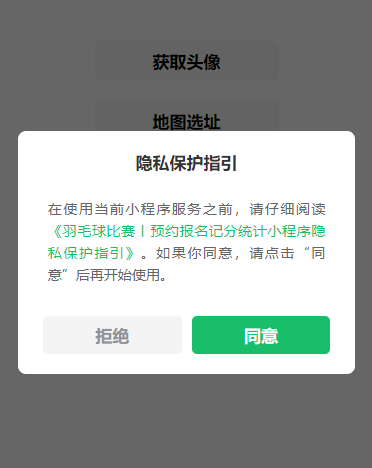 获取头像
地图选址
隐私保护指引
在使用当前小程序服务之前，请仔细阅读
《羽毛球比赛丨预约报名记分统计小程序隐
私保护指引》。如果你同意，请点击“同
意”后再开始使用。
拒绝
同意